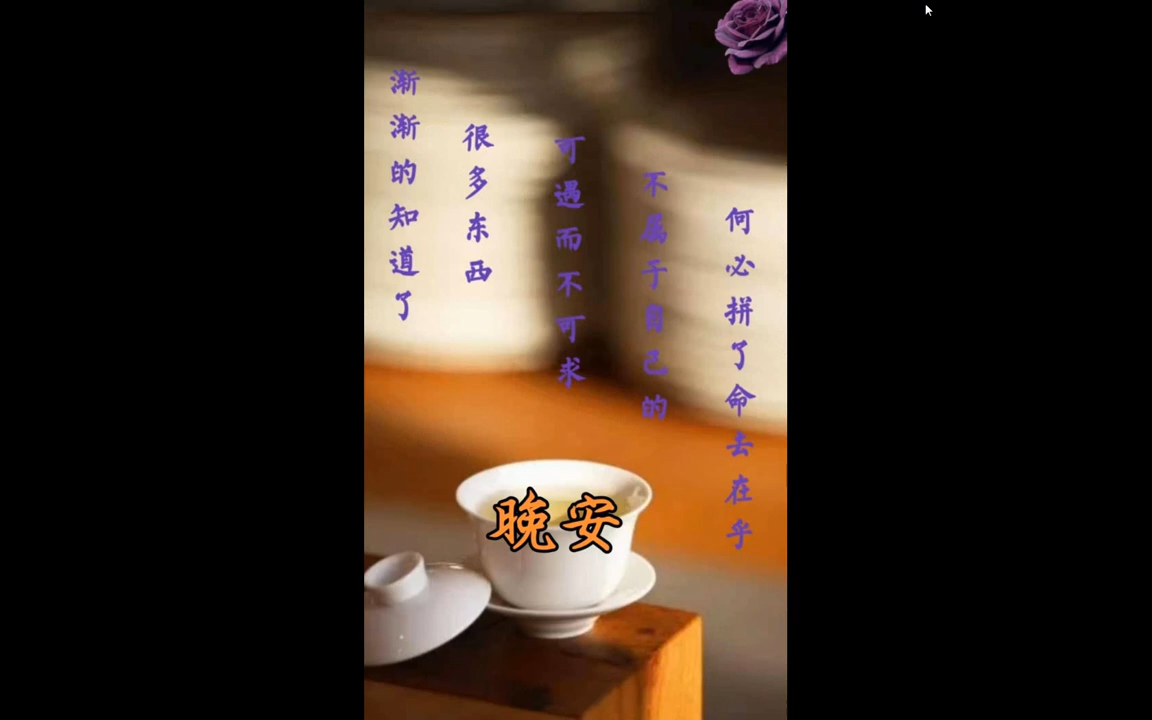 渐渐的知道了
很多东西
可遇而不可求
不属于自己的
何必拼了命去在乎
晚安